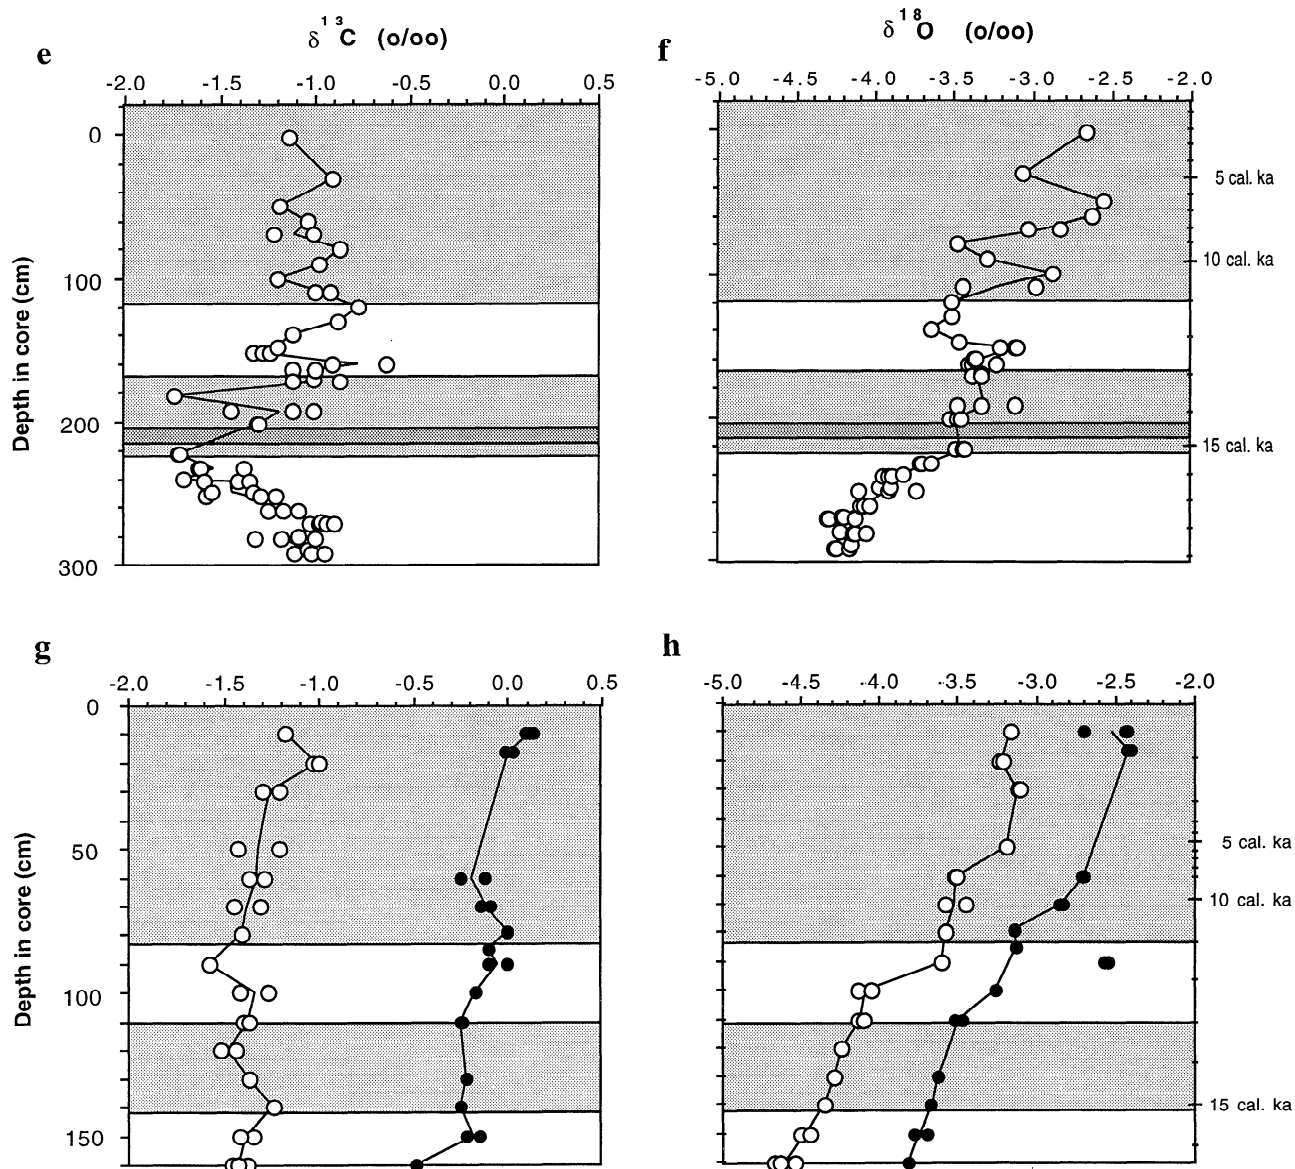 δ13C (o/oo)
δ18O (o/oo)
e
f
-2.0 -1.5 -1.0 -0.5 0.0 0.5
-5.0 -4.5 -4.0 -3.5 -3.0 -2.5 -2.0
0
100
200
300
Depth in core (cm)
5 cal. ka
10 cal. ka
15 cal. ka
g
h
-2.0 -1.5 -1.0 -0.5 0.0 0.5
-5.0 -4.5 -4.0 -3.5 -3.0 -2.5 -2.0
0
50
100
150
Depth in core (cm)
5 cal. ka
10 cal. ka
15 cal. ka